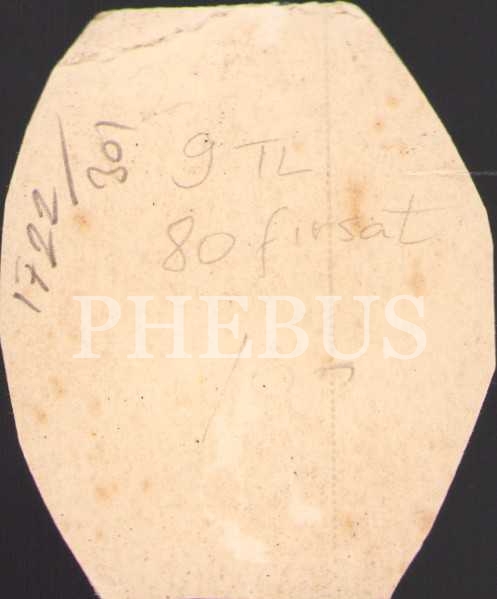 1722/301
9 TL
80 fırsat
PHEBUS